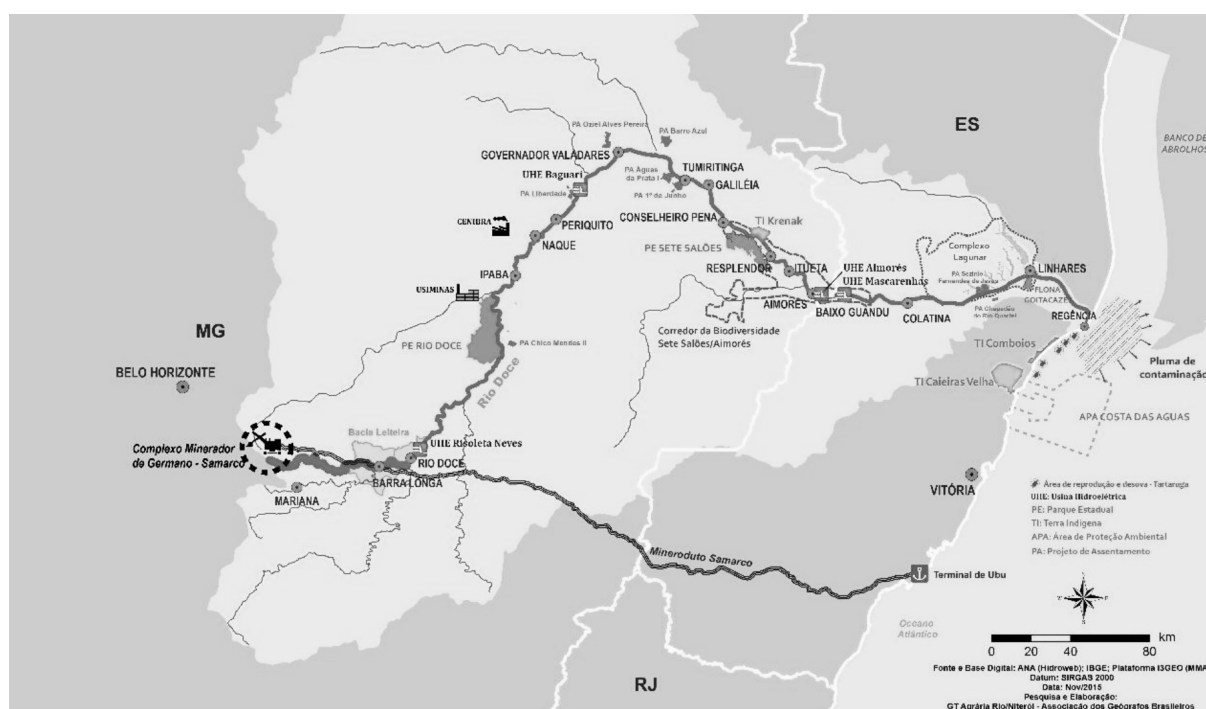 ES
BANCO DE
ABROLHOS
PA Oziel Alves Pereira
PA Barro Azul
GOVERNADOR VALADARES
TUMIRITINGA
UHE Baguari
PA Águas
da Prata I
GALILÉIA
PA Liberdade
PA 1º de Junho
CENIBRA
PERIQUITO
CONSELHEIRO PENA
TI Krenak
NAQUE
PE SETE SALÕES
Complexo
Lagunar
IPABA
RESPLENDOR
ITUETA
UHE Aimorés
UHE Mascarenhas
LINHARES
USIMINAS
FLONA
GOITACAZES
AIMORÉS
BAIXO GUANDU
COLATINA
REGÊNCIA
MG
Corredor da Biodiversidade
Sete Salões/Aimorés
PE RIO DOCE
PA Chico Mendes II
TI Comboios
Pluma de
contaminação
BELO HORIZONTE
Rio Doce
TI Caieiras Velha
APA COSTA DAS AGUAS
Bacia Leiteira
UHE Risoleta Neves
Complexo Minerador
de Germano - Samarco
RIO DOCE
BARRA LONGA
MARIANA
VITÓRIA
Área de reprodução e desova - Tartaruga
UHE: Usina Hidroelétrica
PE: Parque Estadual
TI: Terra Indígena
APA: Área de Proteção Ambiental
PA: Projeto de Assentamento
Mineroduto Samarco
Terminal de Ubu
Oceano
Atlântico
0 20 40 80 km
RJ
Fonte e Base Digital: ANA (Hidroweb); IBGE; Plataforma I3GEO (MMA
Datum: SIRGAS 2000
Data: Nov/2015
Pesquisa e Elaboração:
GT Agrária Rio/Niterói - Associação dos Geógrafos Brasileiros